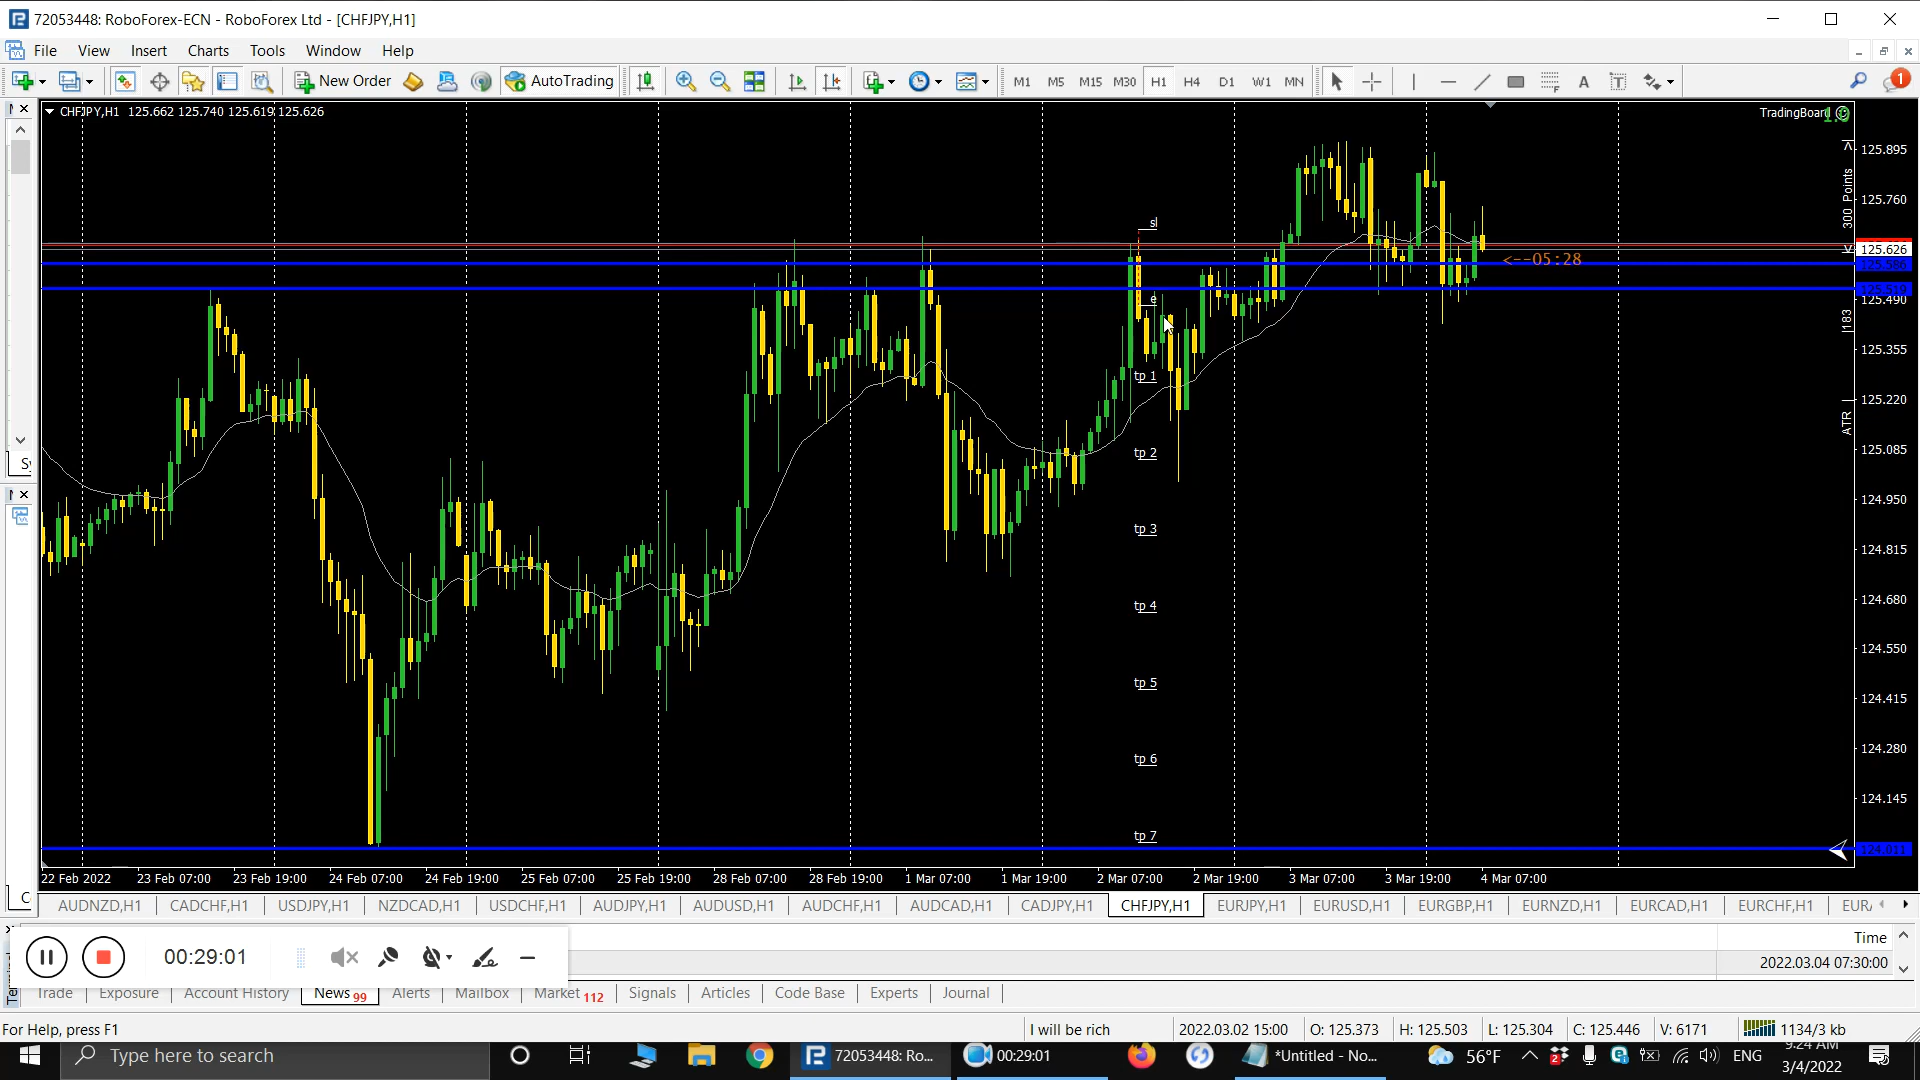 72053448: RoboForex-ECN - RoboForex Ltd - [CHFJPY,H1]
File View Insert Charts Tools Window Help
New Order AutoTrading M1 M5 M15 M30 H1 H4 D1 W1 MN A T 1
CHFJPY,H1 125.662 125.740 125.619 125.626
TradingBoard
125.895
300 Points
125.760
sl
125.626
<--05:28
125.586
125.519
e
125.490
183
125.355
tp 1
125.220
ATR
tp 2
125.085
124.950
tp 3
124.815
124.680
tp 4
124.550
tp 5
124.415
124.280
tp 6
124.145
tp 7
124.011
22 Feb 2022 23 Feb 07:00 23 Feb 19:00 24 Feb 07:00 24 Feb 19:00 25 Feb 07:00 25 Feb 19:00 28 Feb 07:00 28 Feb 19:00 1 Mar 07:00 1 Mar 19:00 2 Mar 07:00 2 Mar 19:00 3 Mar 07:00 3 Mar 19:00 4 Mar 07:00
AUDNZD,H1 CADCHF,H1 USDJPY,H1 NZDCAD,H1 USDCHF,H1 AUDJPY,H1 AUDUSD,H1 AUDCHF,H1 AUDCAD,H1 CADJPY,H1 CHFJPY,H1 EURJPY,H1 EURUSD,H1 EURGBP,H1 EURNZD,H1 EURCAD,H1 EURCHF,H1
Time
00:29:01
2022.03.04 07:30:00
Trade Exposure Account History News 99 Alerts Mailbox Market 112 Signals Articles Code Base Experts Journal
For Help, press F1 I will be rich 2022.03.02 15:00 O: 125.373 H: 125.503 L: 125.304 C: 125.446 V: 6171 1134/3 kb
Type here to search 72053448: Ro... 00:29:01 *Untitled - No... 56°F ENG 9:24 AM
3/4/2022